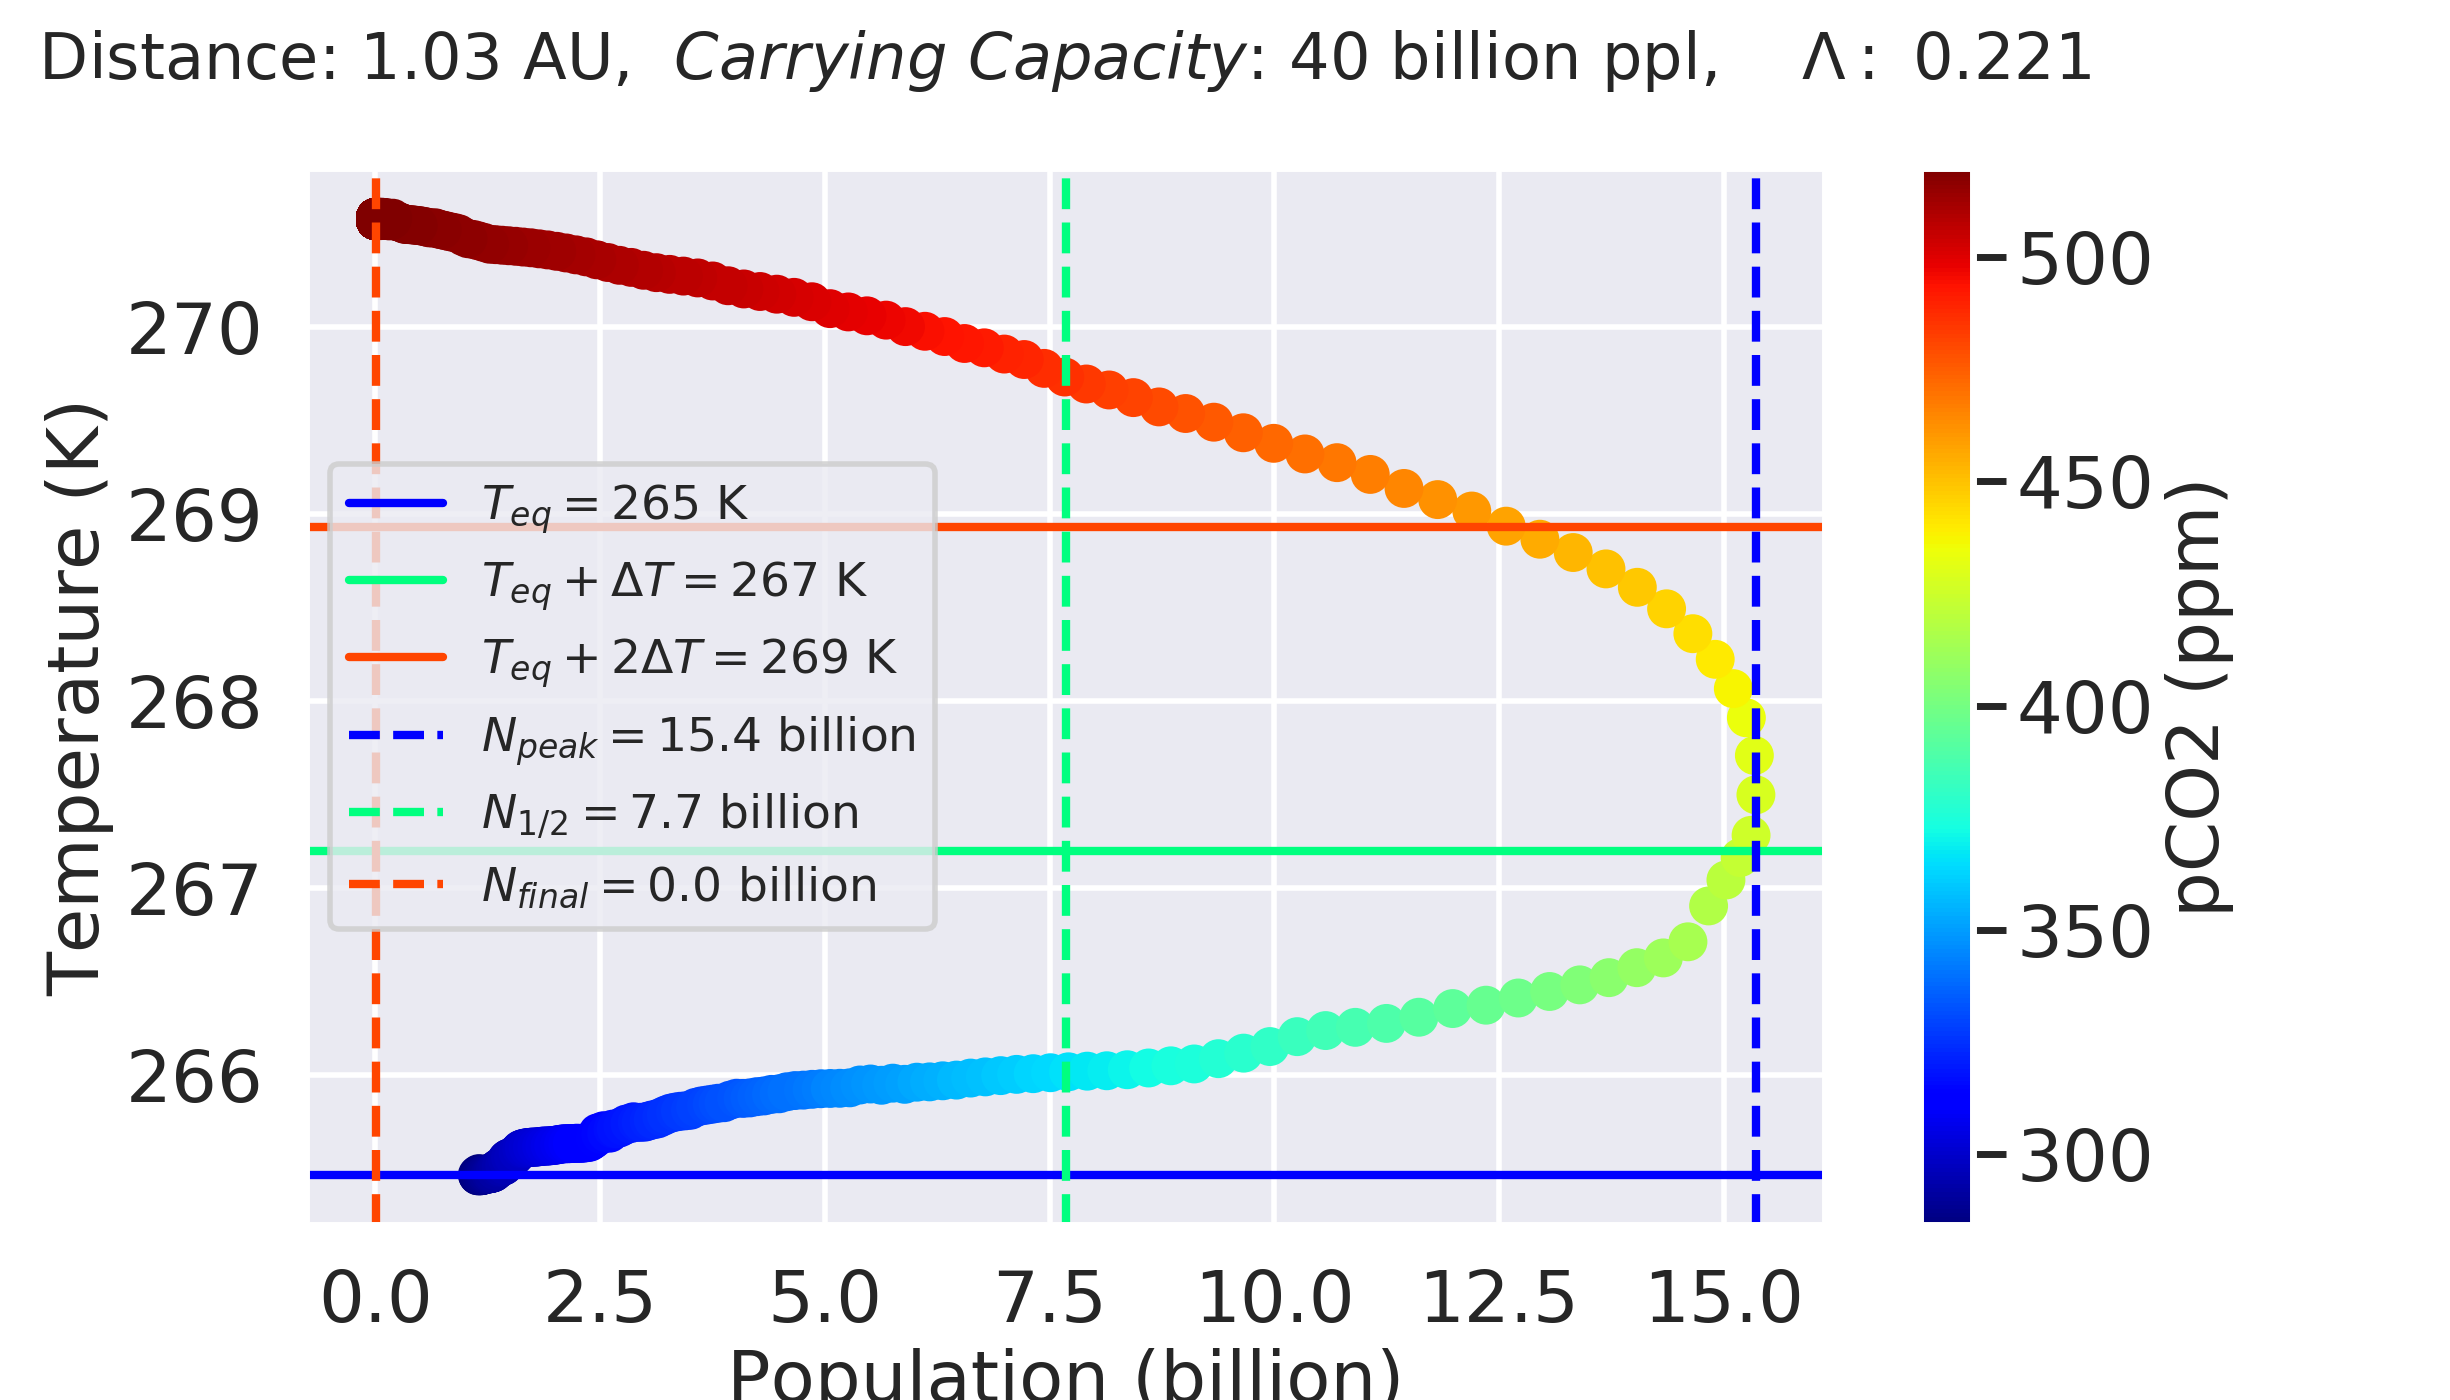 Distance: 1.03 AU, Carrying Capacity: 40 billion ppl, Λ: 0.221
Temperature (K)
270
269
268
267
266
T_eq = 265 K
T_eq + ΔT = 267 K
T_eq + 2ΔT = 269 K
N_peak = 15.4 billion
N_1/2 = 7.7 billion
N_final = 0.0 billion
0.0 2.5 5.0 7.5 10.0 12.5 15.0
Population (billion)
500
450
400
350
300
pCO2 (ppm)